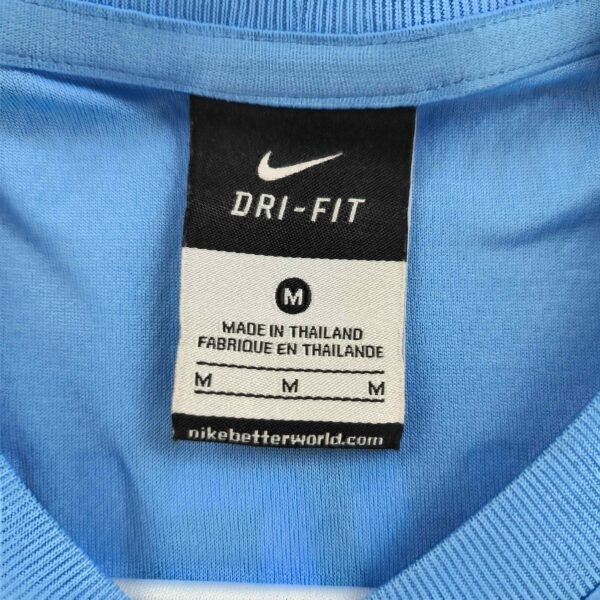 DRI-FIT
M
MADE IN THAILAND
FABRIQUE EN THAILANDE
M M M
nikebetterworld.com